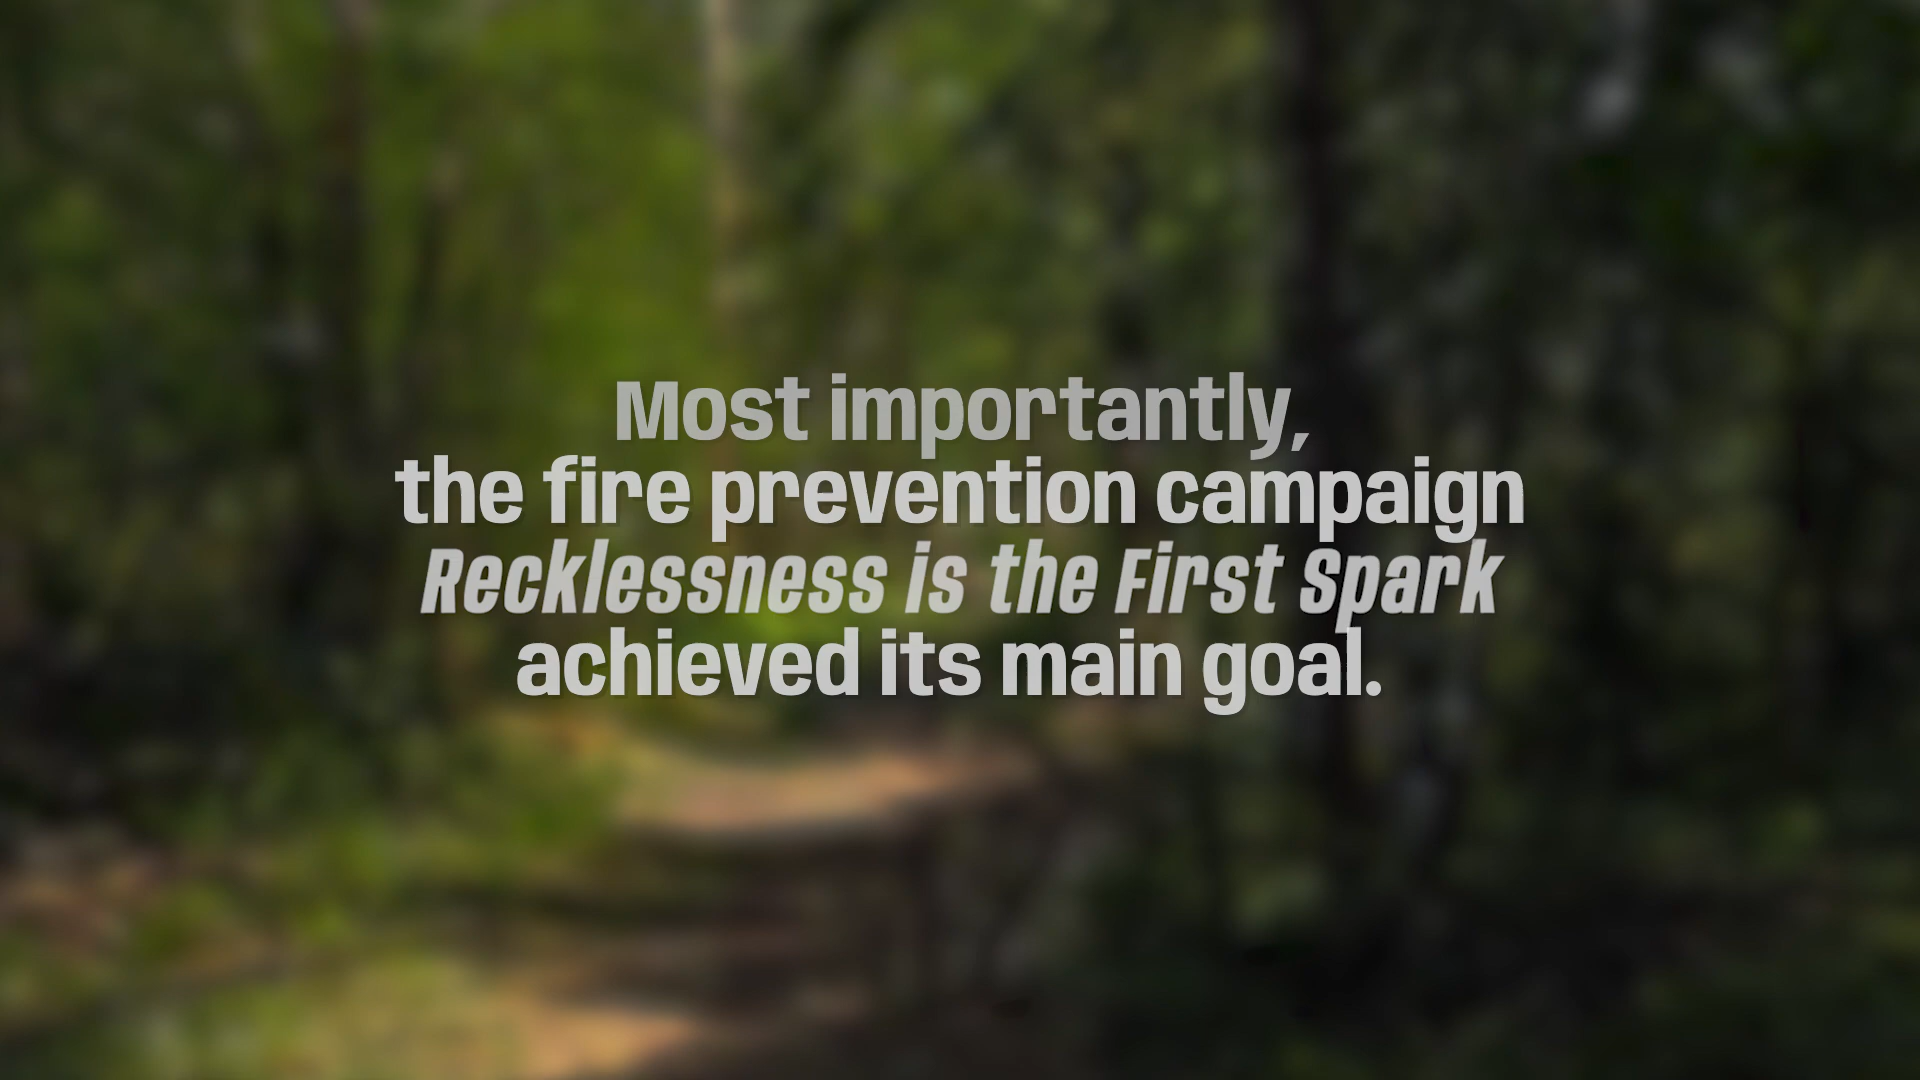 Most importantly,
the fire prevention campaign
Recklessness is the First Spark
achieved its main goal.